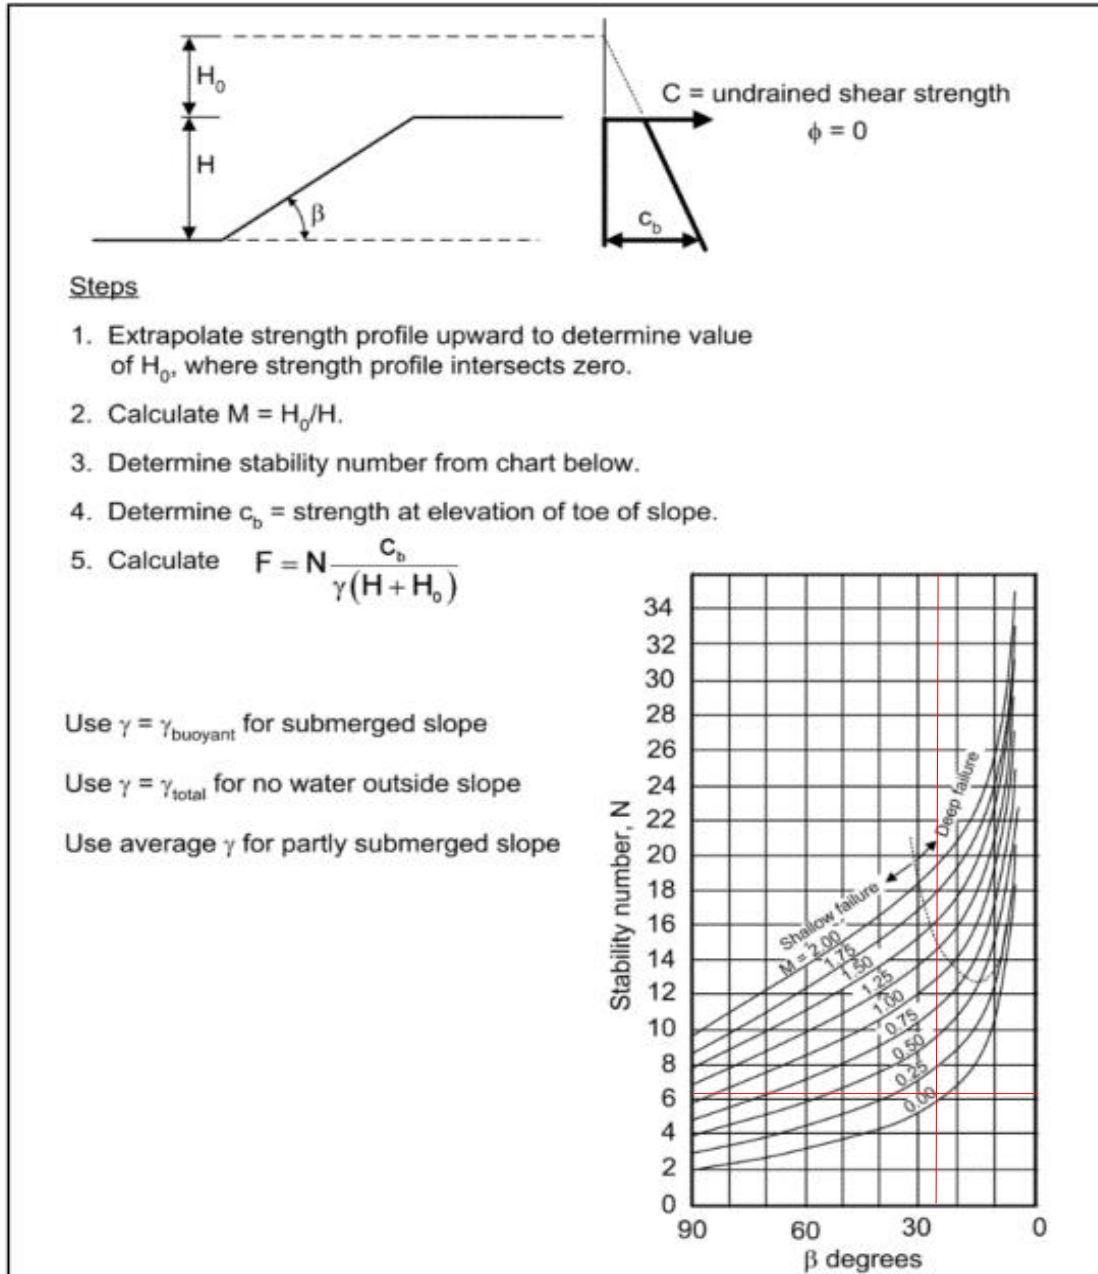 H₀
C = undrained shear strength
ϕ = 0
H
β
c_b
Steps
1. Extrapolate strength profile upward to determine value
of H₀, where strength profile intersects zero.
2. Calculate M = H₀/H.
3. Determine stability number from chart below.
4. Determine c_b = strength at elevation of toe of slope.
5. Calculate F = N c_b / γ(H + H₀)
Use γ = γ_buoyant for submerged slope
Use γ = γ_total for no water outside slope
Use average γ for partly submerged slope
Stability number, N
34
32
30
28
26
24
22
20
18
16
14
12
10
8
6
4
2
0
Deep failure
Shallow failure
M = 2.00
1.75
1.50
1.25
1.00
0.75
0.50
0.25
0.00
90
60
30
0
β degrees